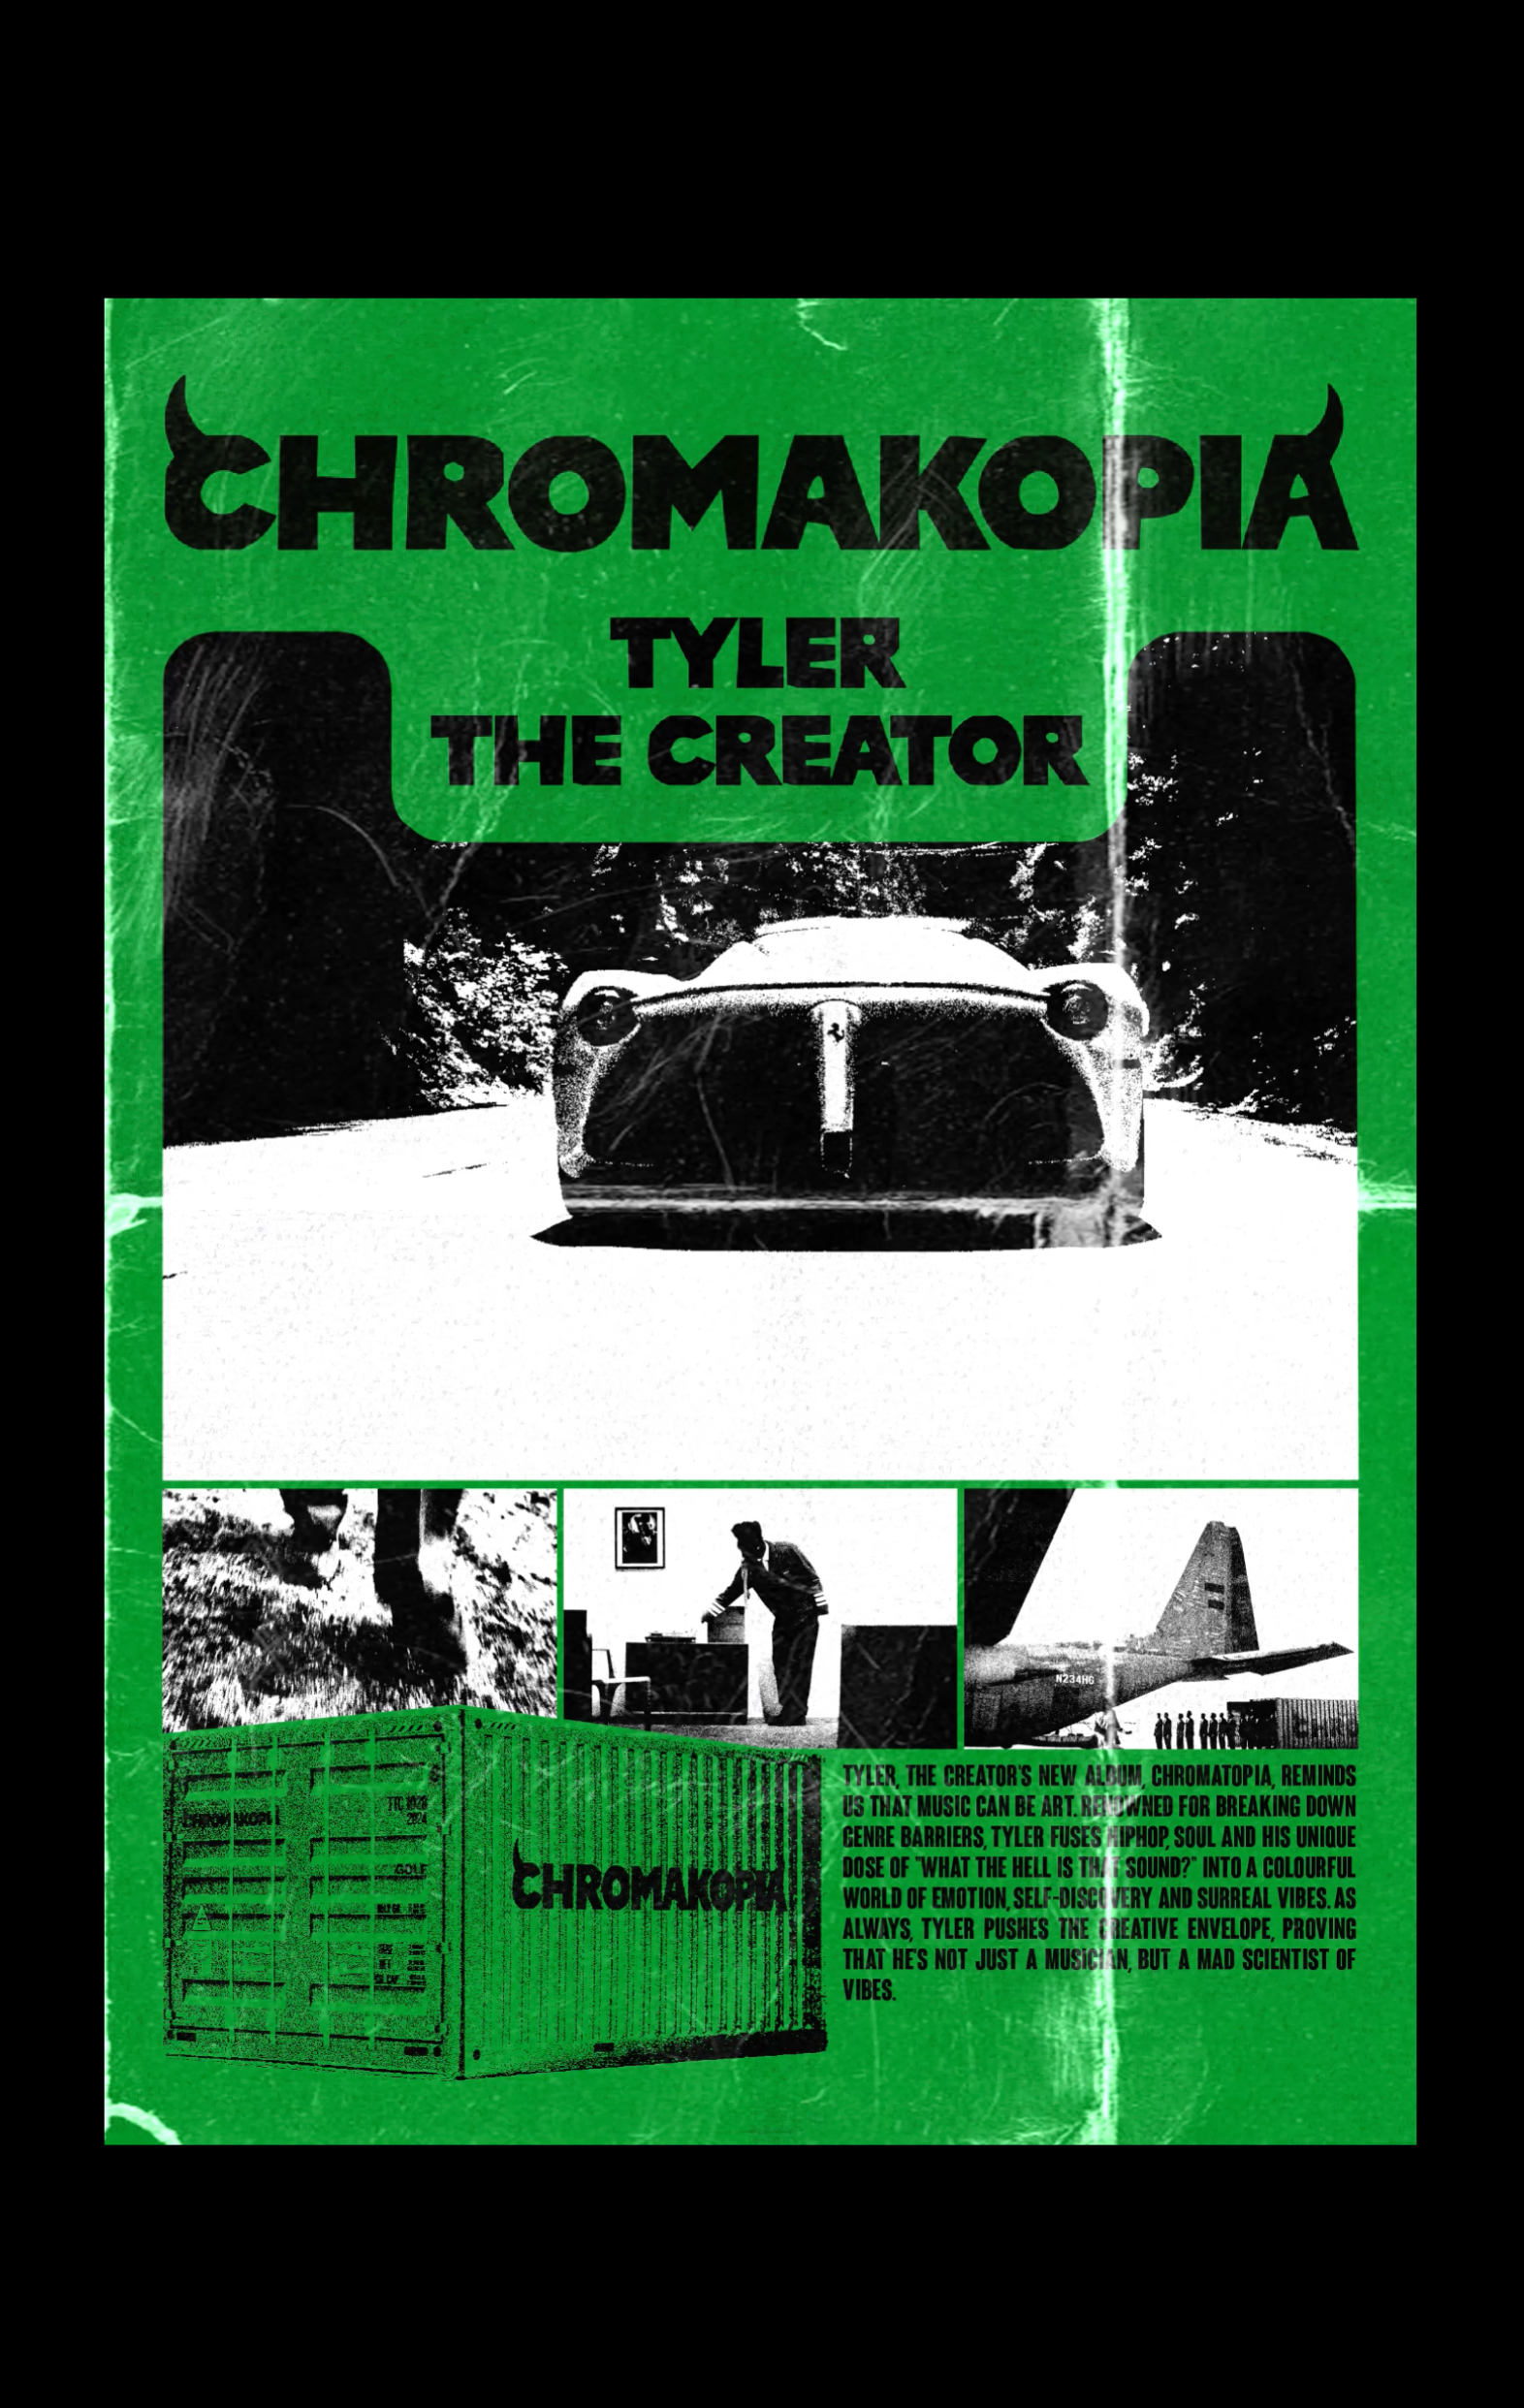 CHROMAKOPIA
TYLER
THE CREATOR
N234HG
CHR
CHROMAKOPIA
TTC 1028
2024
GOLF
CHROMAKOPIA
TYLER, THE CREATOR'S NEW ALBUM, CHROMATOPIA, REMINDS
US THAT MUSIC CAN BE ART. RENOWNED FOR BREAKING DOWN
GENRE BARRIERS, TYLER FUSES HIPHOP, SOUL AND HIS UNIQUE
DOSE OF "WHAT THE HELL IS THAT SOUND?" INTO A COLOURFUL
WORLD OF EMOTION, SELF-DISCOVERY AND SURREAL VIBES. AS
ALWAYS, TYLER PUSHES THE CREATIVE ENVELOPE, PROVING
THAT HE'S NOT JUST A MUSICIAN, BUT A MAD SCIENTIST OF
VIBES.